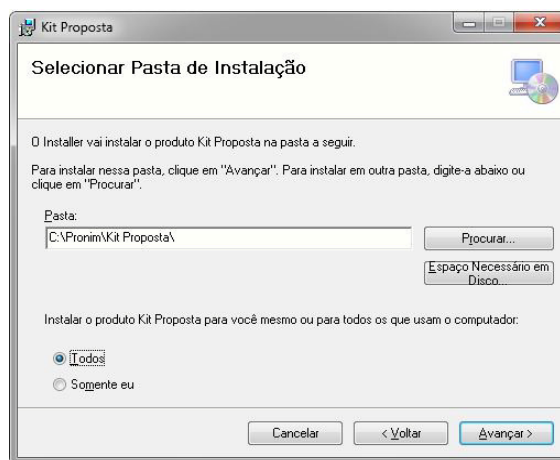 Kit Proposta
Selecionar Pasta de Instalação
O Installer vai instalar o produto Kit Proposta na pasta a seguir.
Para instalar nessa pasta, clique em "Avançar". Para instalar em outra pasta, digite-a abaixo ou
clique em "Procurar".
Pasta:
C:\Pronim\Kit Proposta\
Procurar...
Espaço Necessário em
Disco...
Instalar o produto Kit Proposta para você mesmo ou para todos os que usam o computador:
Todos
Somente eu
Cancelar
< Voltar
Avançar >